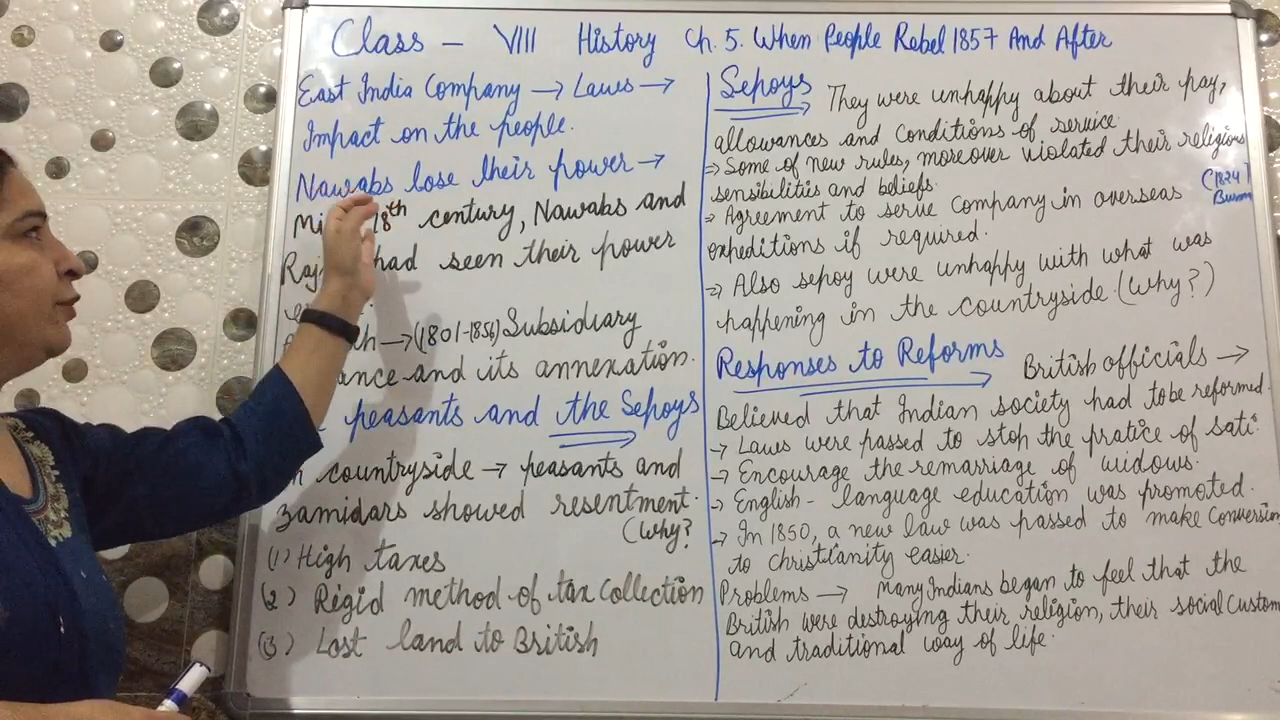 Class - VIII History Ch. 5. When People Rebel 1857 And After
East India Company → Laws →
Impact on the people.
Nawabs lose their power →
Mi 18th century, Nawabs and
Raj had seen their power
→ (1801-1856) Subsidiary
ance and its annexation.
peasants and the Sepoys
countryside → peasants and
zamidars showed resentment.
(Why?
(1) High taxes
(2) Rigid method of tax Collection
(3) Lost land to British
Sepoys They were unhappy about their pay,
allowances and Conditions of service.
⇒ Some of new rules, moreover violated their religious
sensibilities and beliefs.
⇒ Agreement to serve Company in overseas (1824
expeditions if required.
⇒ Also sepoy were unhappy with what was
happening in the countryside. (Why?)
Responses to Reforms British officials →
Believed that Indian society had to be reformed.
→ Laws were passed to stop the pratice of sati.
→ Encourage the remarriage of widows.
→ English - language education was promoted.
→ In 1850, a new law was passed to make Conversion
to Christianity easier.
Problems → Many Indians began to feel that the
British were destroying their religion, their social Custom
and traditional way of life.